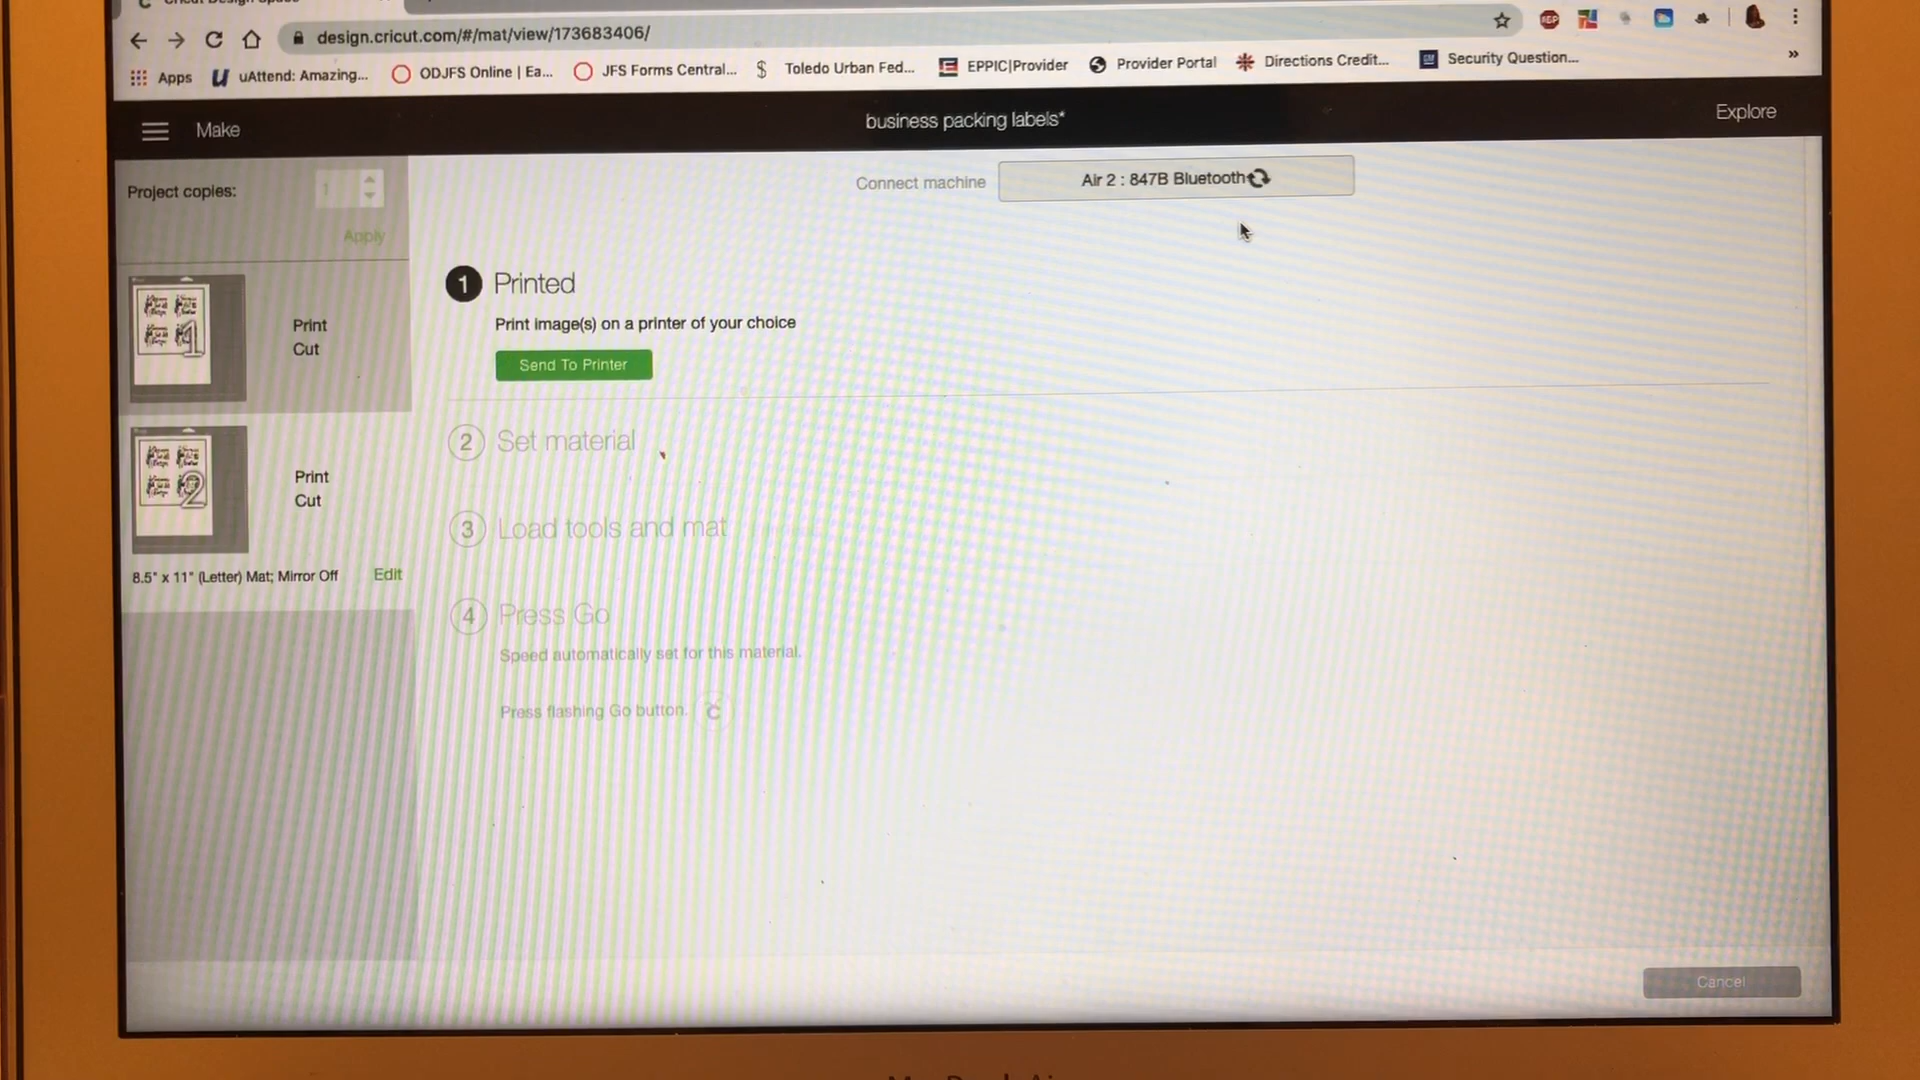 design.cricut.com/#/mat/view/173683406/
Apps uAttend: Amazing... ODJFS Online | Ea... JFS Forms Central... Toledo Urban Fed... EPPIC|Provider Provider Portal Directions Credit... Security Question... »
Make business packing labels* Explore
Project copies: 1
Apply
Connect machine Air 2 : 847B Bluetooth
1 Printed
Print image(s) on a printer of your choice
Send To Printer
1 Print
Cut
2 Set material
2 Print
Cut
3 Load tools and mat
8.5" x 11" (Letter) Mat; Mirror Off Edit
4 Press Go
Speed automatically set for this material.
Press flashing Go button.
Cancel